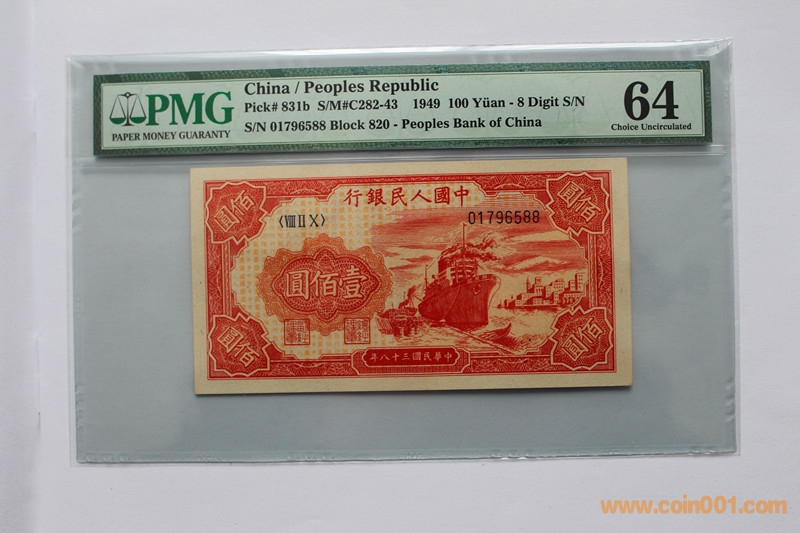 PMG
PAPER MONEY GUARANTY
China / Peoples Republic
Pick# 831b S/M#C282-43 1949 100 Yüan - 8 Digit S/N
S/N 01796588 Block 820 - Peoples Bank of China
64
Choice Uncirculated
行銀民人國中
圓佰
圓佰
〈VIII II X〉
01796588
圓佰壹
圓佰
圓佰
年八十三國民華中
www.coin001.com